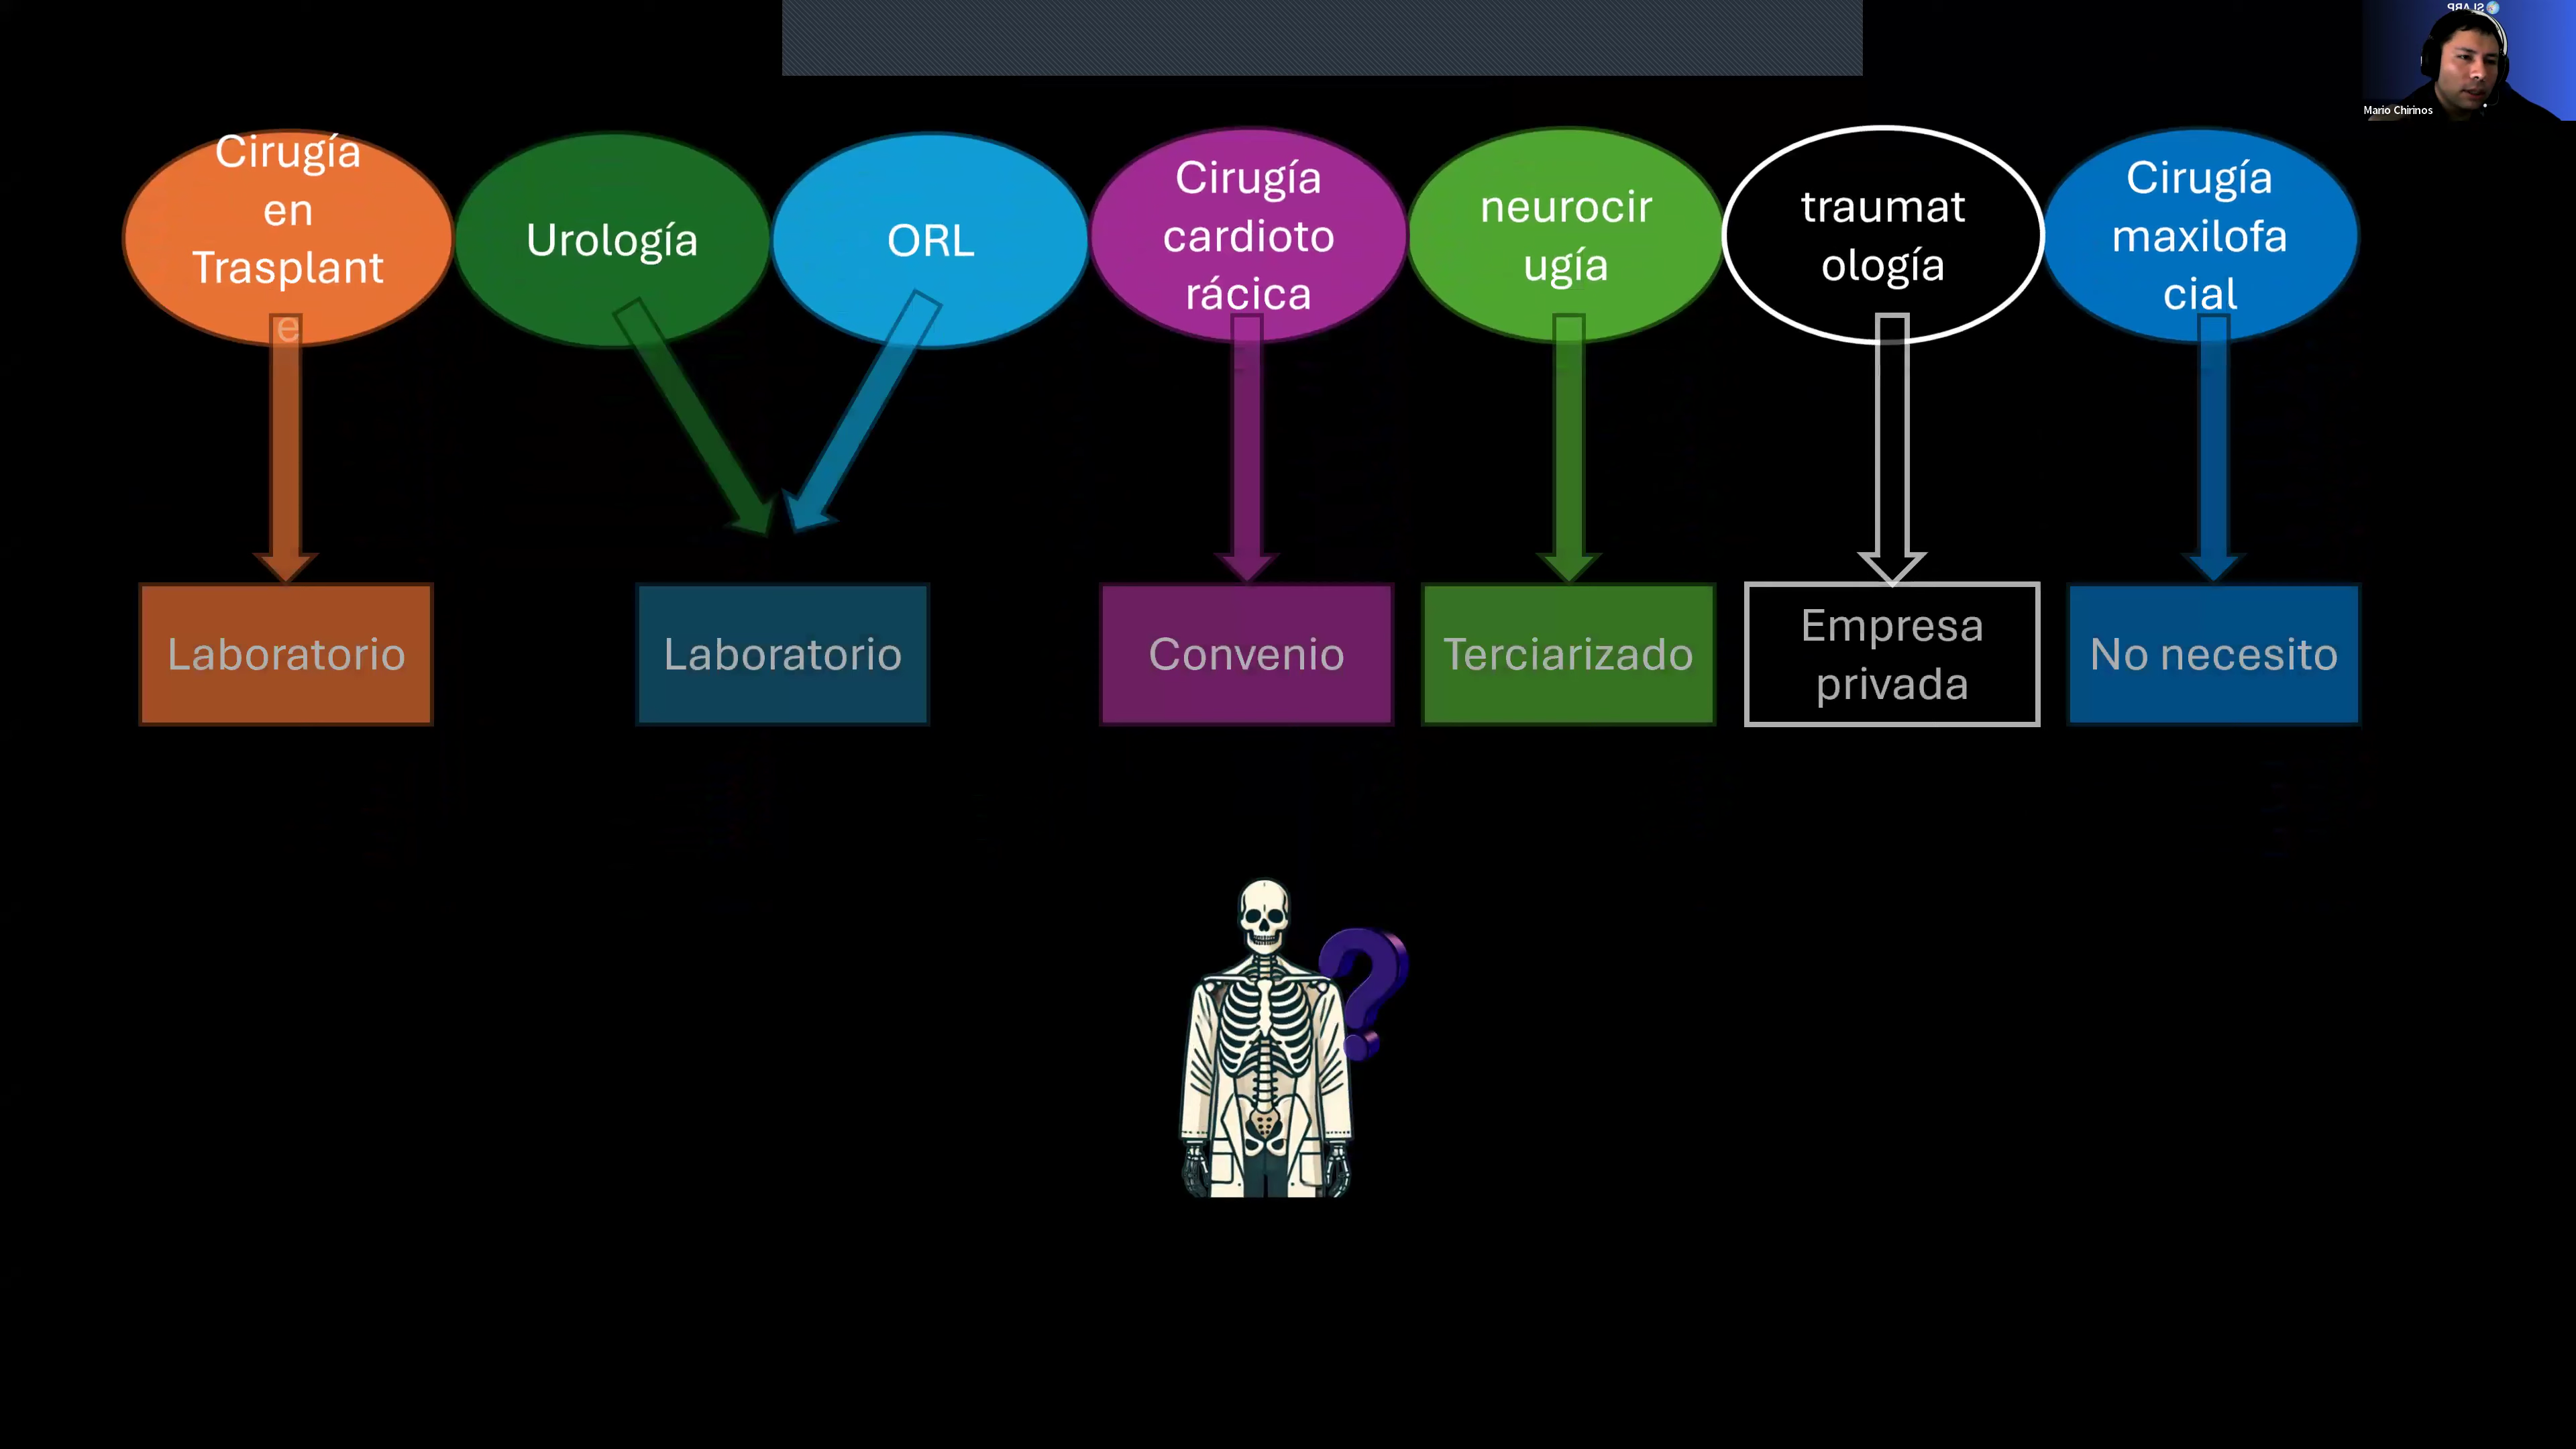 Mario Chirinos
Cirugía
en
Trasplant
e
Urología
ORL
Cirugía
cardioto
rácica
neurocir
ugía
traumat
ología
Cirugía
maxilofa
cial
Laboratorio
Laboratorio
Convenio
Terciarizado
Empresa
privada
No necesito